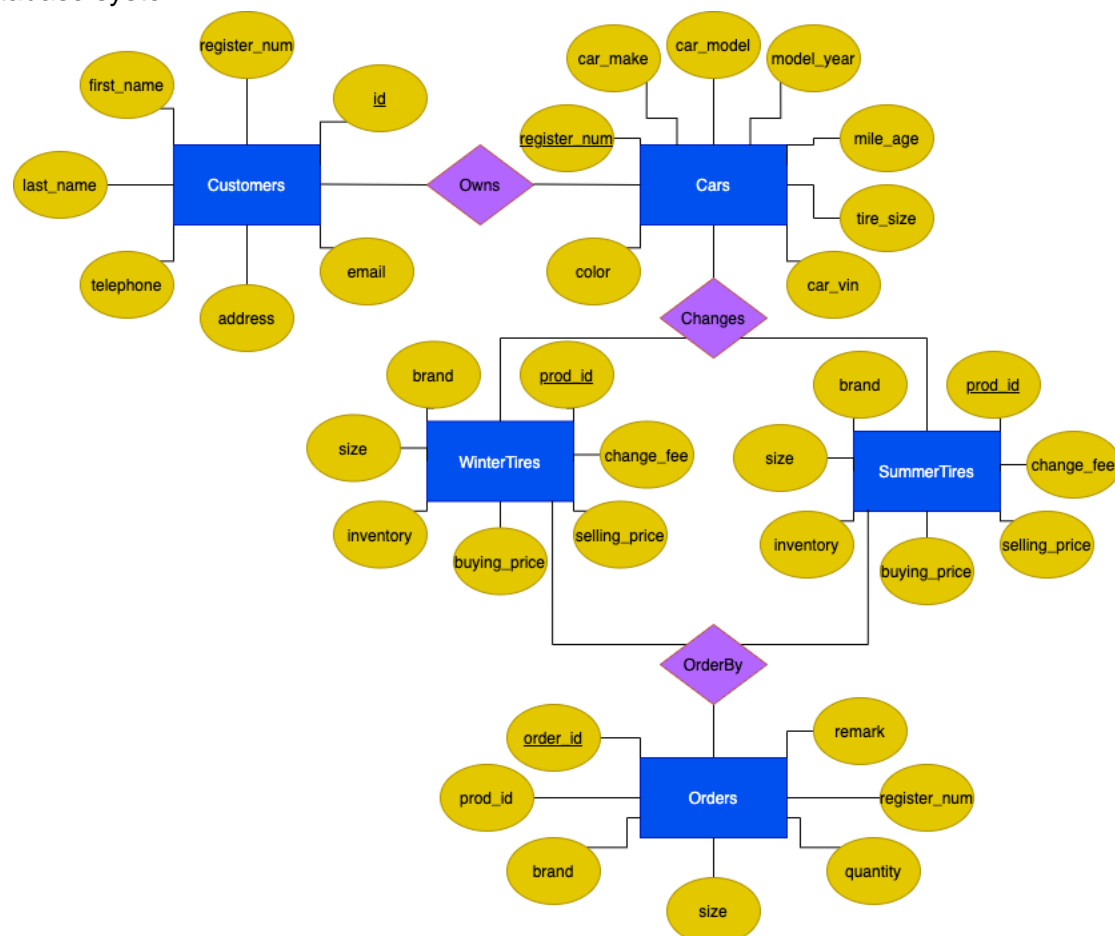 register_num
car_make
car_model
model_year
first_name
id
register_num
mile_age
last_name
Customers
Owns
Cars
tire_size
telephone
email
color
car_vin
address
Changes
brand
prod_id
brand
prod_id
size
WinterTires
change_fee
size
SummerTires
change_fee
inventory
selling_price
inventory
selling_price
buying_price
buying_price
OrderBy
order_id
remark
prod_id
Orders
register_num
brand
quantity
size